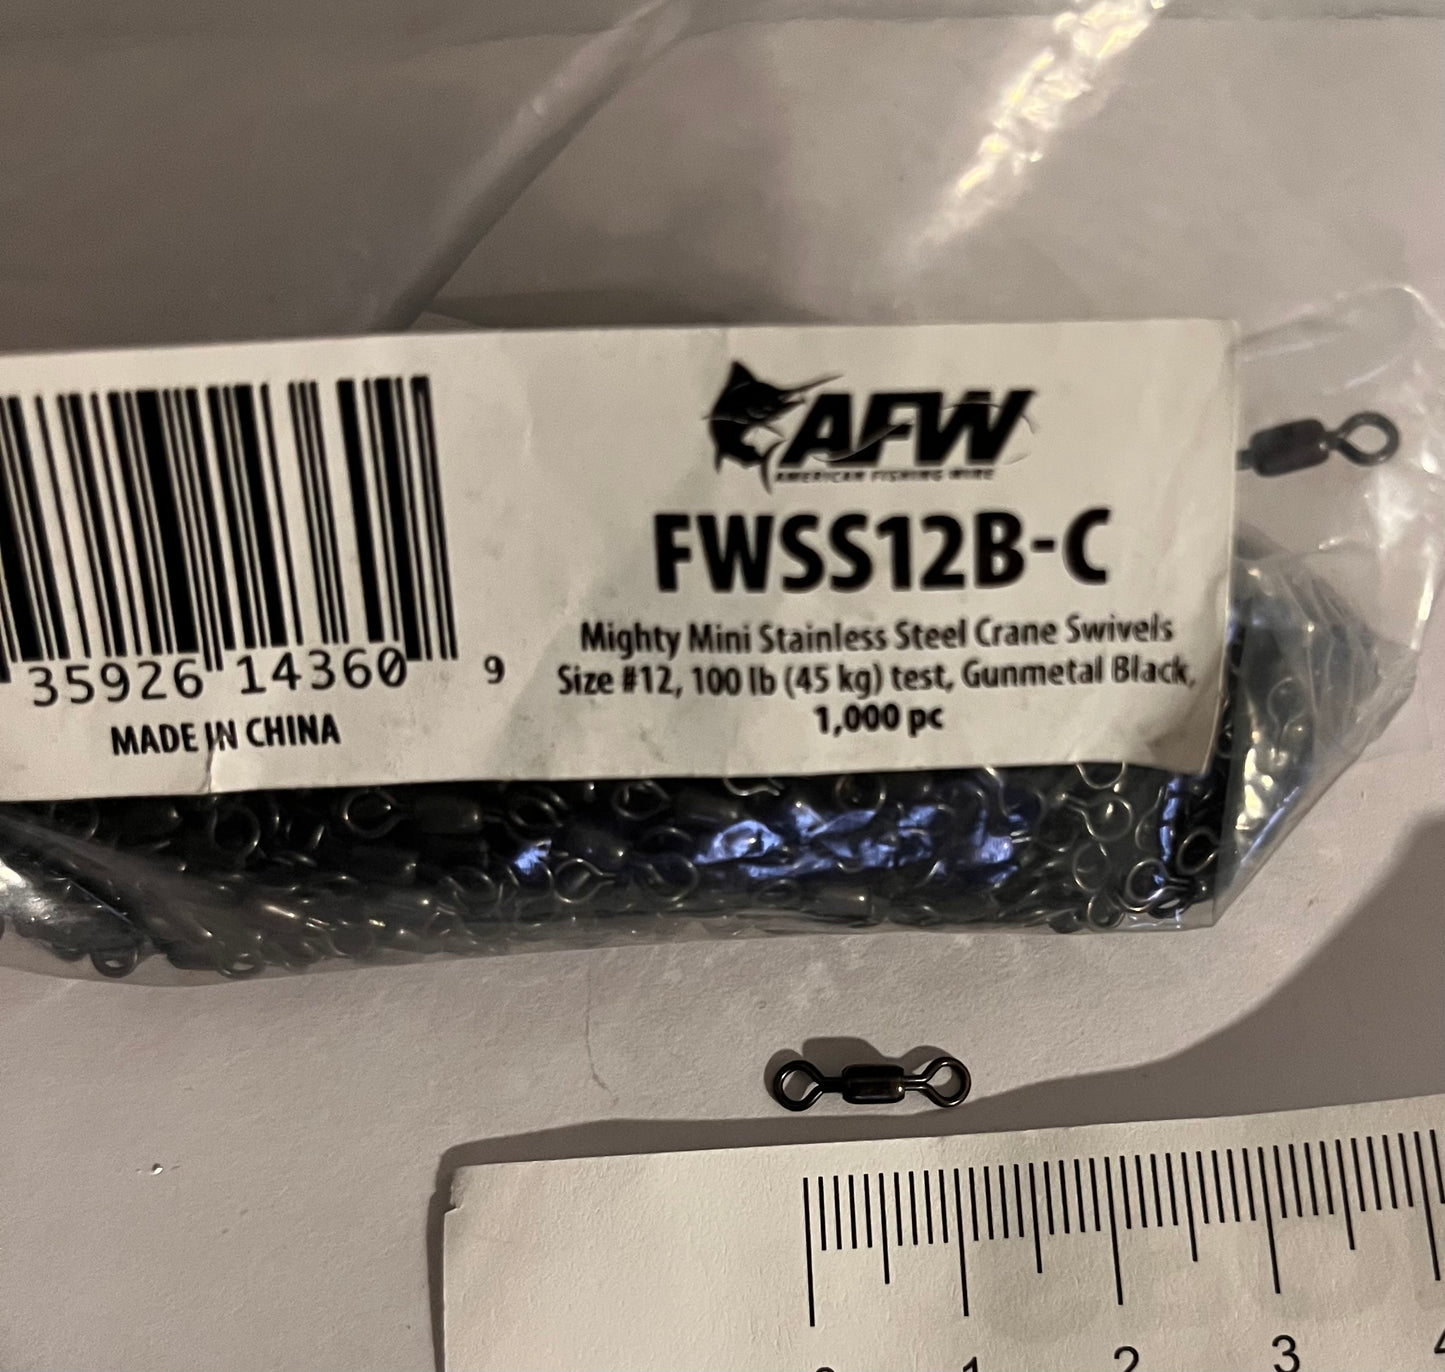 AFW
AMERICAN FISHING WIRE
FWSS12B-C
Mighty Mini Stainless Steel Crane Swivels
Size #12, 100 lb (45 kg) test, Gunmetal Black,
1,000 pc
35926 14360 9
MADE IN CHINA
1 2 3